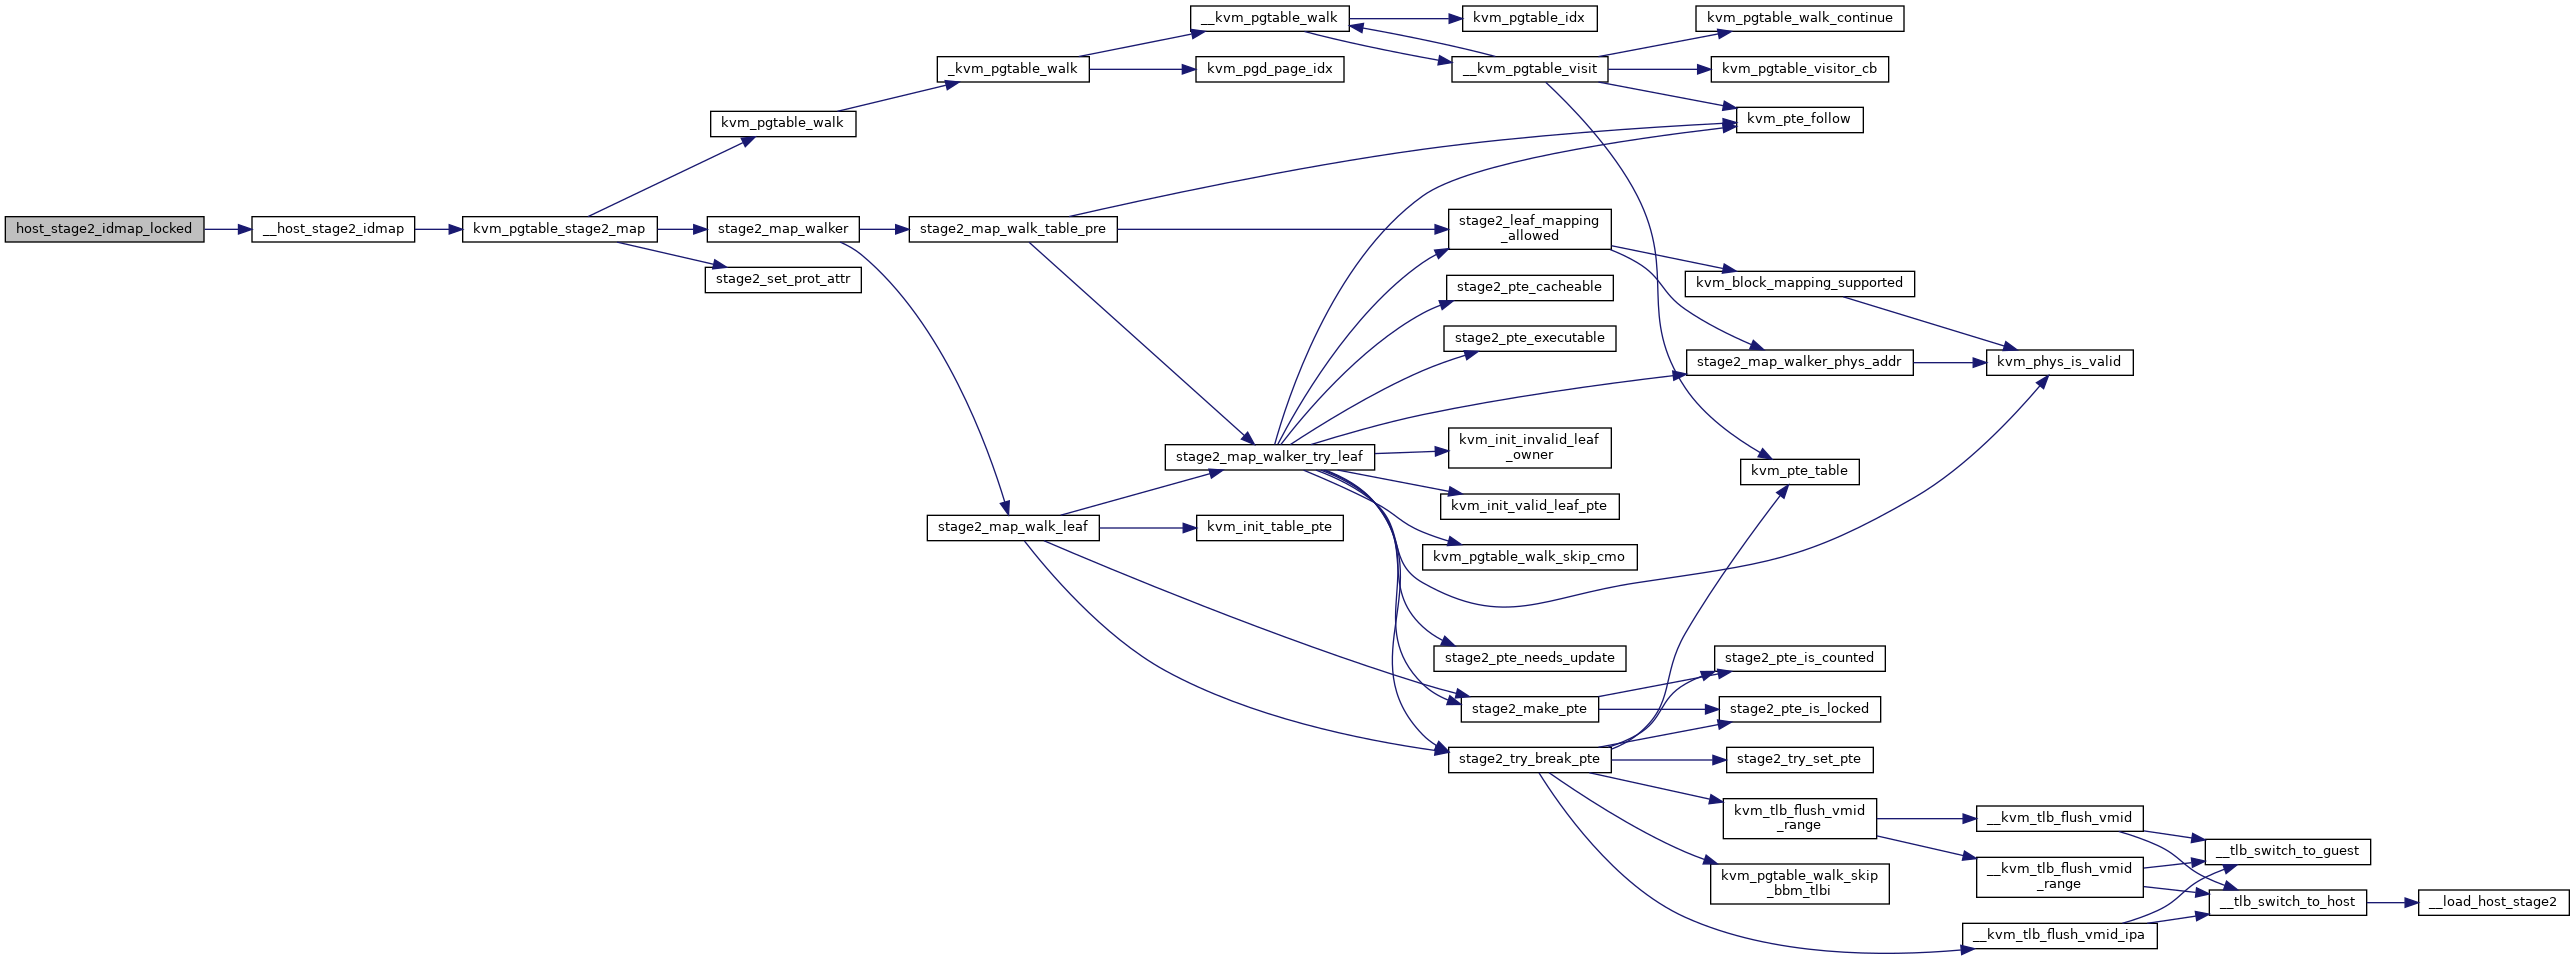 host_stage2_idmap_locked
__host_stage2_idmap
kvm_pgtable_stage2_map
kvm_pgtable_walk
stage2_map_walker
stage2_set_prot_attr
_kvm_pgtable_walk
stage2_map_walk_table_pre
stage2_map_walk_leaf
__kvm_pgtable_walk
kvm_pgd_page_idx
stage2_map_walker_try_leaf
kvm_init_table_pte
kvm_pgtable_idx
__kvm_pgtable_visit
stage2_leaf_mapping
_allowed
stage2_pte_cacheable
stage2_pte_executable
kvm_init_invalid_leaf
_owner
kvm_init_valid_leaf_pte
kvm_pgtable_walk_skip_cmo
stage2_pte_needs_update
stage2_make_pte
stage2_try_break_pte
kvm_pgtable_walk_continue
kvm_pgtable_visitor_cb
kvm_pte_follow
kvm_block_mapping_supported
stage2_map_walker_phys_addr
kvm_pte_table
stage2_pte_is_counted
stage2_pte_is_locked
stage2_try_set_pte
kvm_tlb_flush_vmid
_range
kvm_pgtable_walk_skip
_bbm_tlbi
kvm_phys_is_valid
__kvm_tlb_flush_vmid
__kvm_tlb_flush_vmid
_range
__kvm_tlb_flush_vmid_ipa
__tlb_switch_to_guest
__tlb_switch_to_host
__load_host_stage2